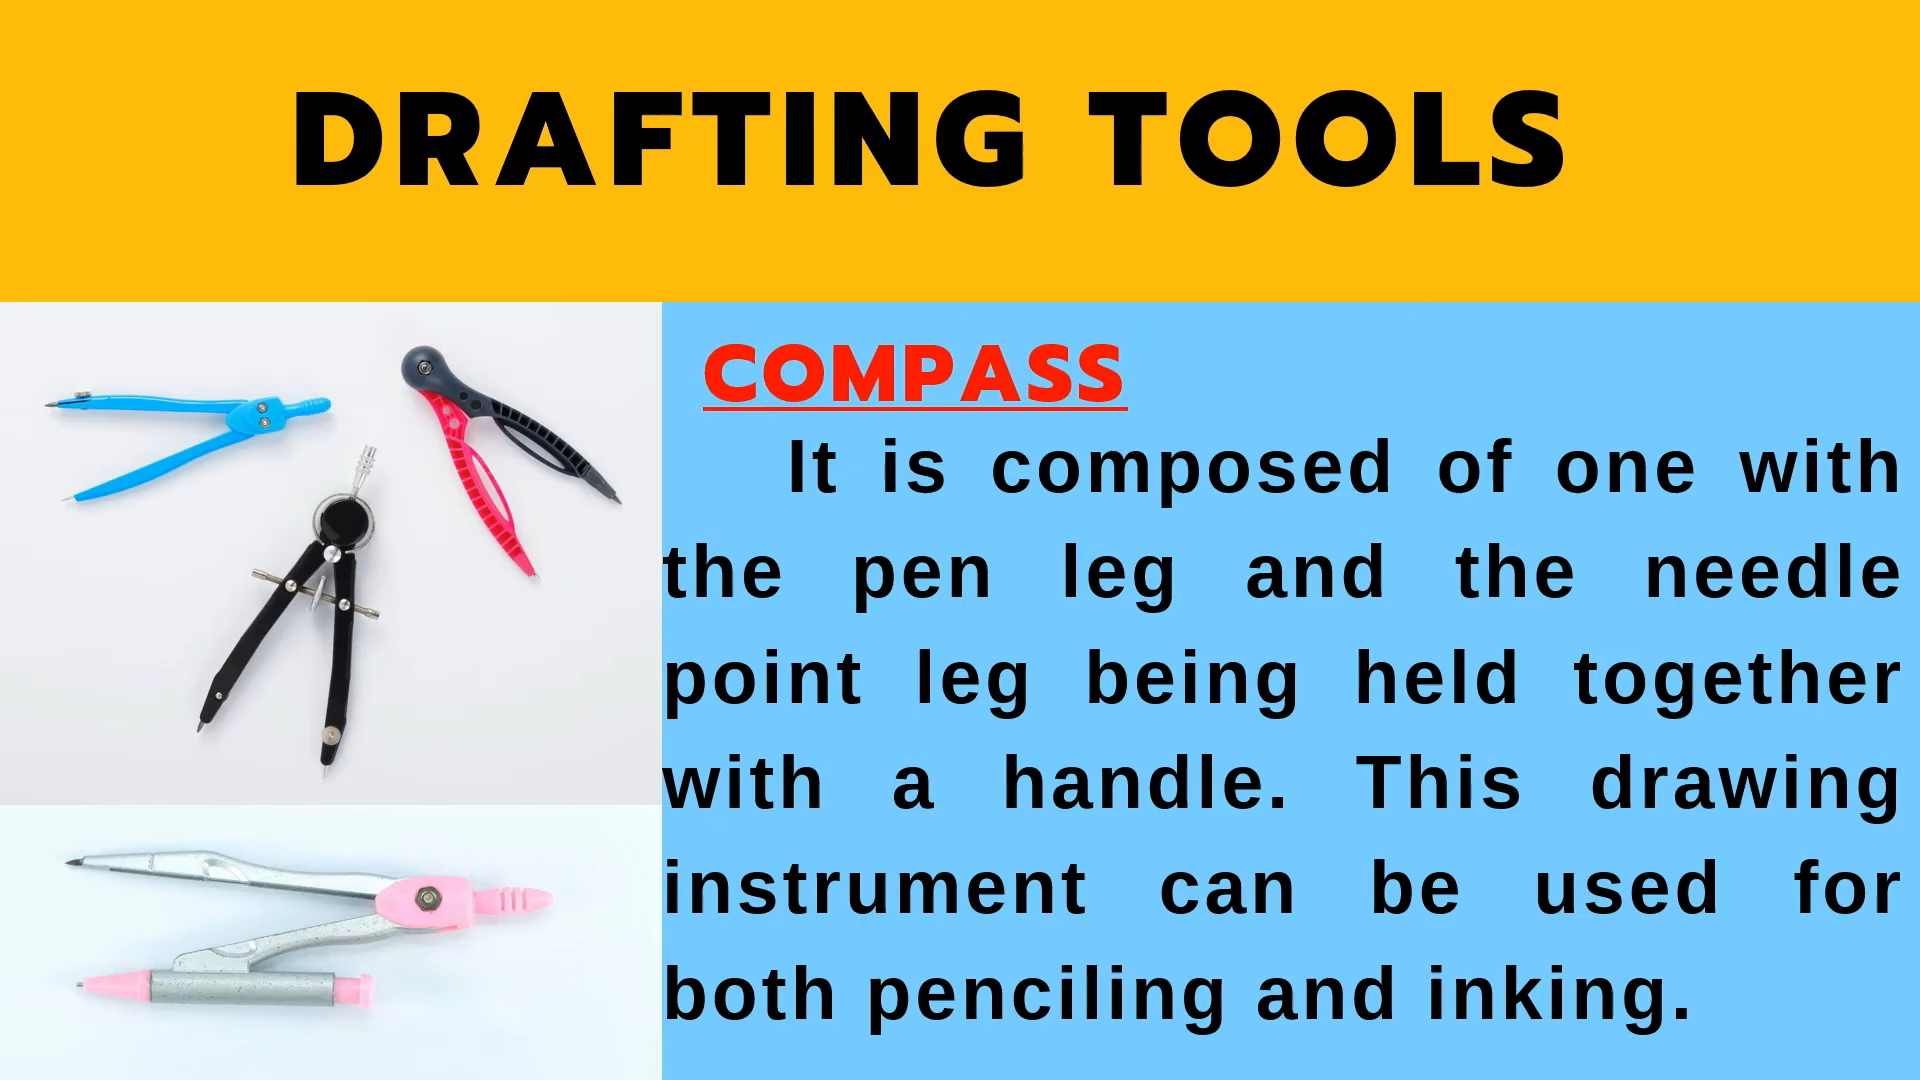 DRAFTING TOOLS
COMPASS
It is composed of one with
the pen leg and the needle
point leg being held together
with a handle. This drawing
instrument can be used for
both penciling and inking.